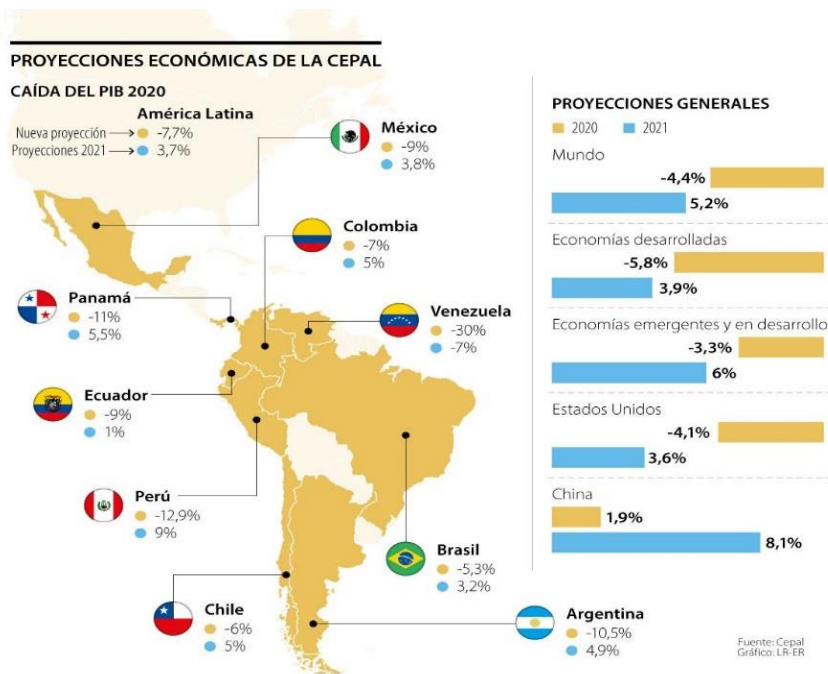 PROYECCIONES ECONÓMICAS DE LA CEPAL
CAÍDA DEL PIB 2020
América Latina
Nueva proyección -7,7%
Proyecciones 2021 3,7%
México
-9%
3,8%
Colombia
-7%
5%
Panamá
-11%
5,5%
Venezuela
-30%
-7%
Ecuador
-9%
1%
Perú
-12,9%
9%
Brasil
-5,3%
3,2%
Chile
-6%
5%
Argentina
-10,5%
4,9%
PROYECCIONES GENERALES
2020 2021
Mundo
-4,4%
5,2%
Economías desarrolladas
-5,8%
3,9%
Economías emergentes y en desarrollo
-3,3%
6%
Estados Unidos
-4,1%
3,6%
China
1,9%
8,1%
Fuente: Cepal
Gráfico: LR-ER